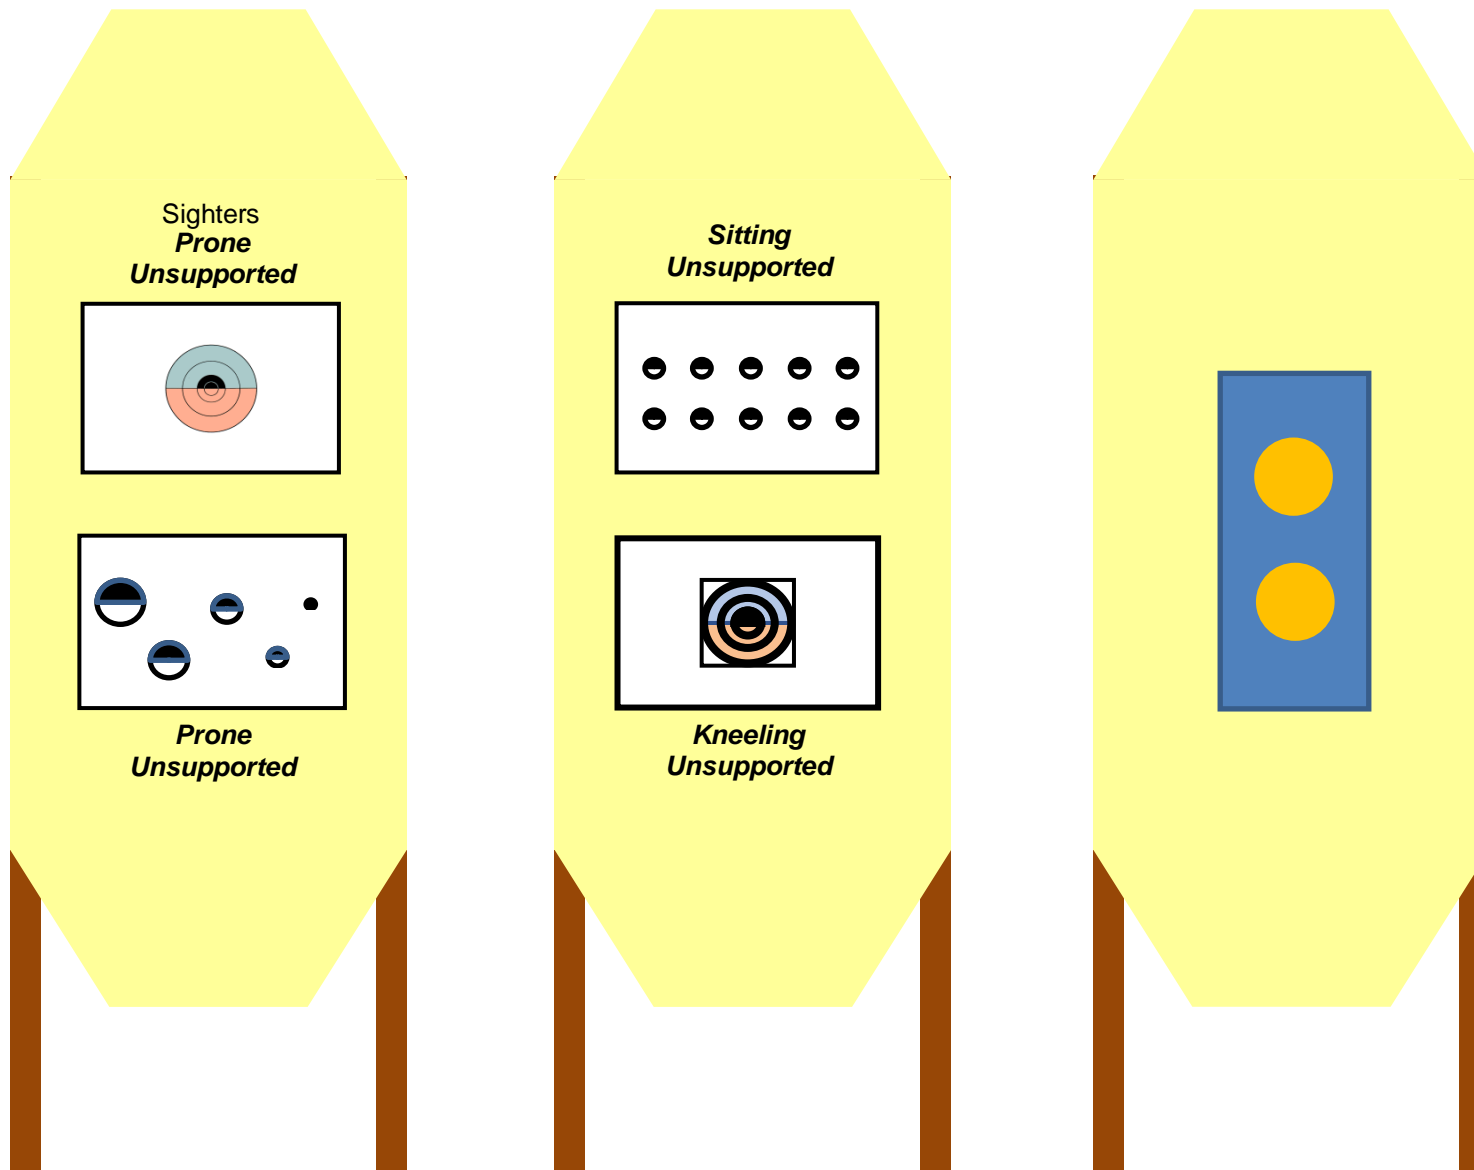 Sighters
Prone
Unsupported
Prone
Unsupported
Sitting
Unsupported
Kneeling
Unsupported